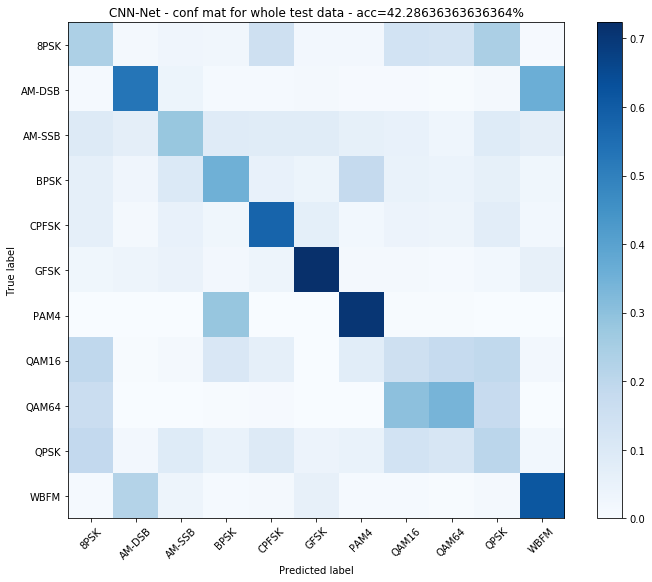 CNN-Net - conf mat for whole test data - acc=42.28636363636364%
8PSK
AM-DSB
AM-SSB
BPSK
CPFSK
GFSK
PAM4
QAM16
QAM64
QPSK
WBFM
True label
8PSK
AM-DSB
AM-SSB
BPSK
CPFSK
GFSK
PAM4
QAM16
QAM64
QPSK
WBFM
Predicted label
0.7
0.6
0.5
0.4
0.3
0.2
0.1
0.0